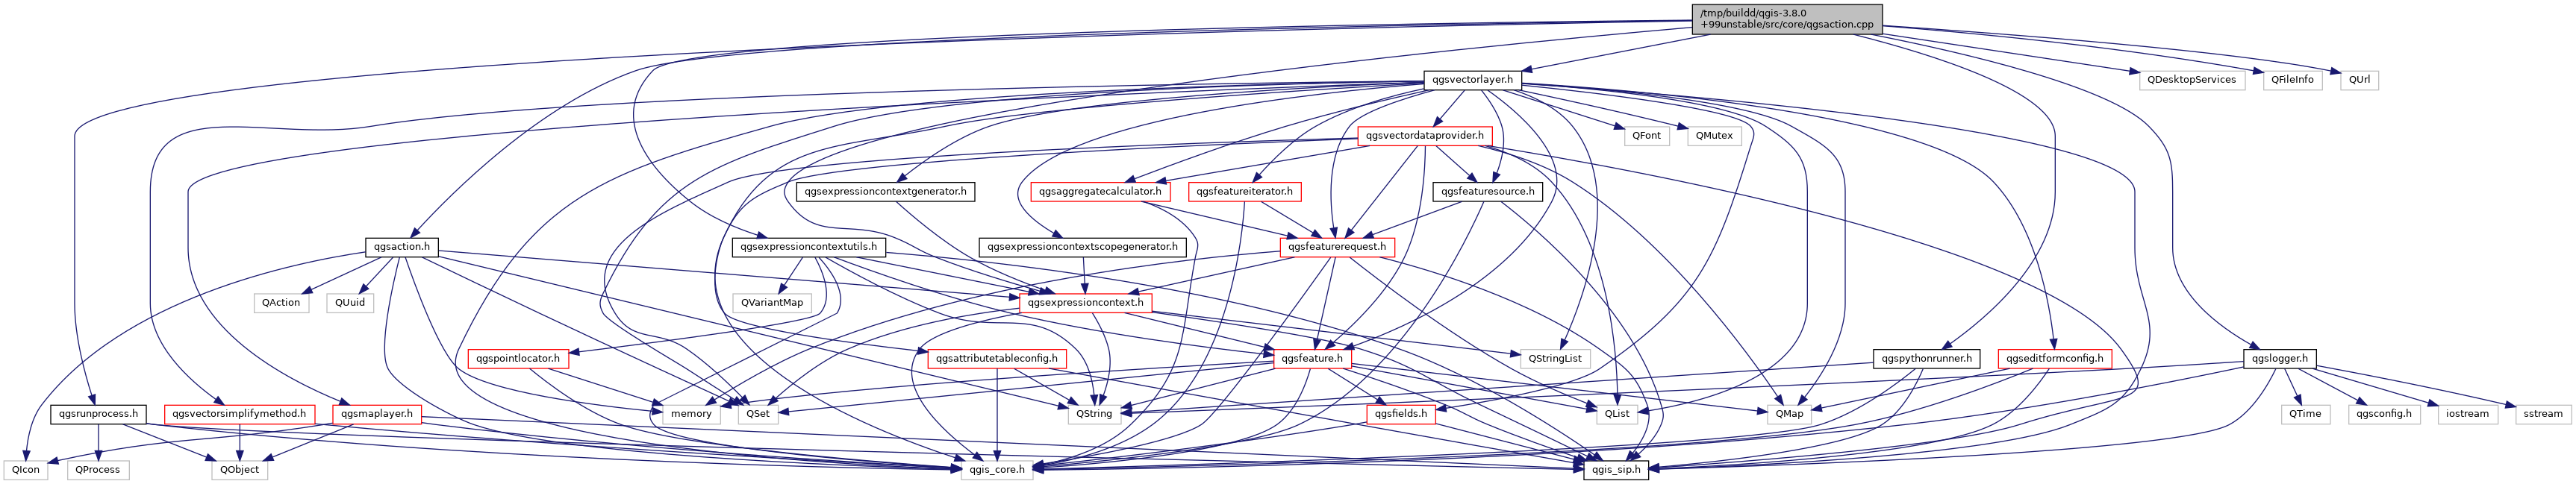 /tmp/buildd/qgis-3.8.0
+99unstable/src/core/qgsaction.cpp
qgsvectorlayer.h
QDesktopServices
QFileInfo
QUrl
qgsvectordataprovider.h
QFont
QMutex
qgsexpressioncontextgenerator.h
qgsaggregatecalculator.h
qgsfeatureiterator.h
qgsfeaturesource.h
qgsaction.h
qgsexpressioncontextutils.h
qgsexpressioncontextscopegenerator.h
qgsfeaturerequest.h
QAction
QUuid
QVariantMap
qgsexpressioncontext.h
qgspointlocator.h
qgsattributetableconfig.h
qgsfeature.h
QStringList
qgspythonrunner.h
qgseditformconfig.h
qgslogger.h
qgsrunprocess.h
qgsvectorsimplifymethod.h
qgsmaplayer.h
memory
QSet
QString
qgsfields.h
QList
QMap
QTime
qgsconfig.h
iostream
sstream
QIcon
QProcess
QObject
qgis_core.h
qgis_sip.h